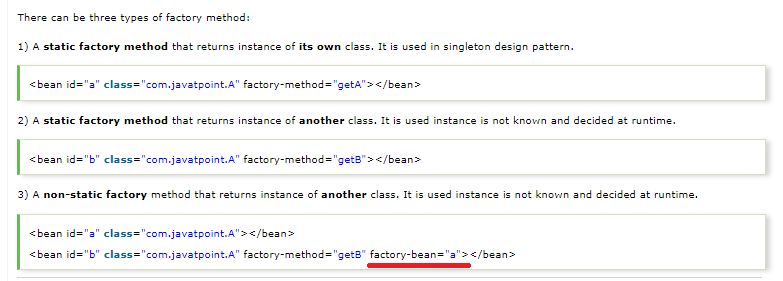 There can be three types of factory method:
1) A static factory method that returns instance of its own class. It is used in singleton design pattern.
<bean id="a" class="com.javatpoint.A" factory-method="getA"></bean>
2) A static factory method that returns instance of another class. It is used instance is not known and decided at runtime.
<bean id="b" class="com.javatpoint.A" factory-method="getB"></bean>
3) A non-static factory method that returns instance of another class. It is used instance is not known and decided at runtime.
<bean id="a" class="com.javatpoint.A"></bean>
<bean id="b" class="com.javatpoint.A" factory-method="getB" factory-bean="a"></bean>